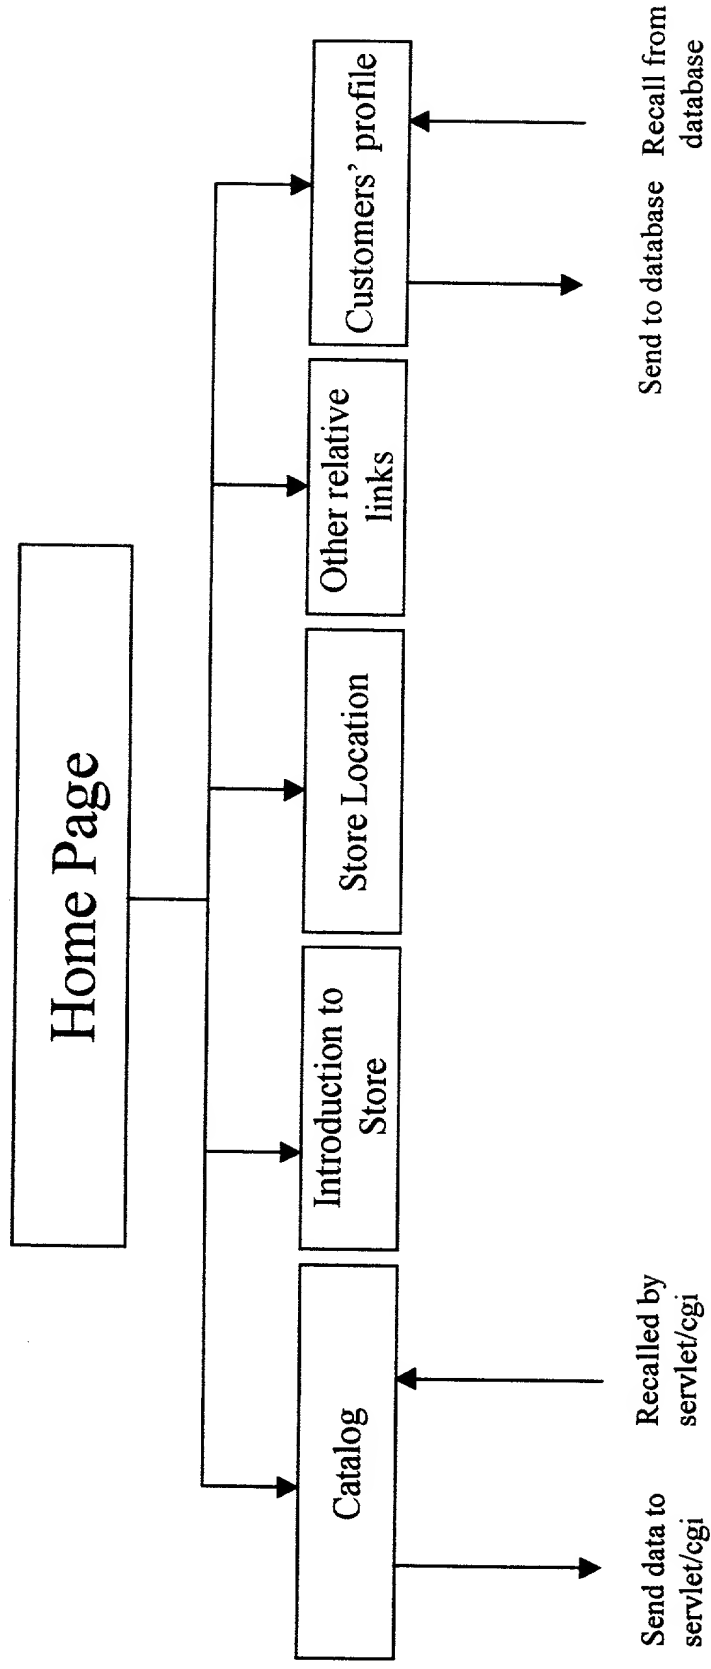 Home Page
Catalog
Introduction to
Store
Store Location
Other relative
links
Customers’ profile
Send data to
servlet/cgi
Recalled by
servlet/cgi
Send to database
Recall from
database